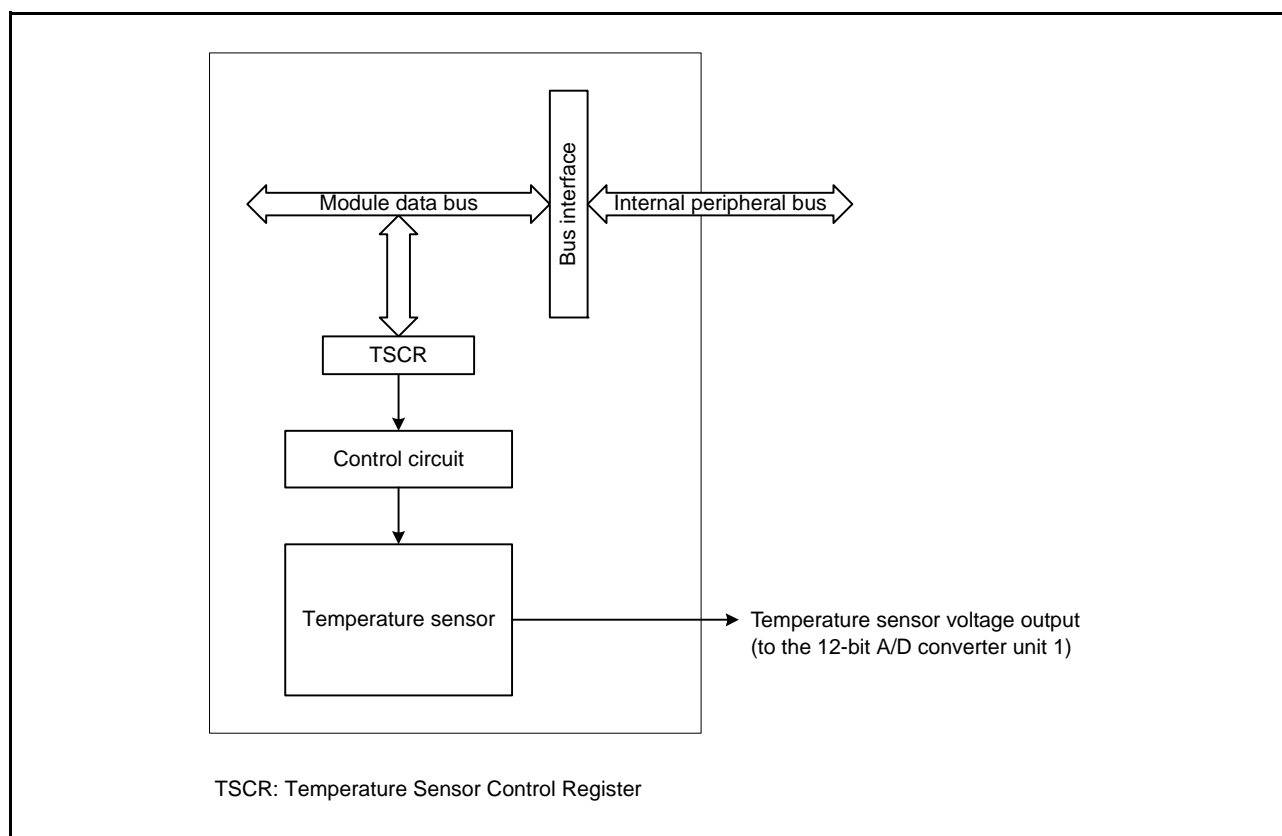 Bus interface
Module data bus
Internal peripheral bus
TSCR
Control circuit
Temperature sensor
Temperature sensor voltage output
(to the 12-bit A/D converter unit 1)
TSCR: Temperature Sensor Control Register